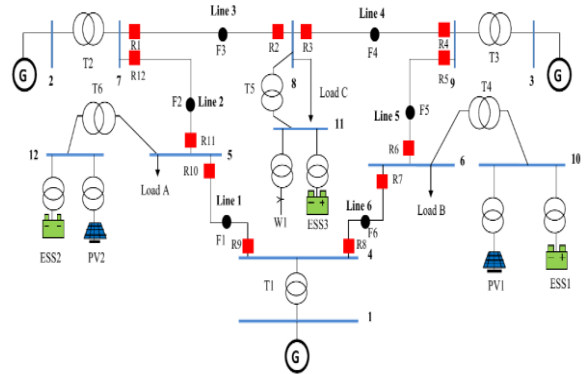 Line 3
Line 4
R1
R2
R3
R4
F3
F4
G
2
T2
7
R12
T5
8
Load C
R5
9
T3
3
G
T6
F2
Line 2
Line 5
F5
T4
12
R11
11
R6
5
R10
6
10
Load A
R7
Load B
Line 1
W1
ESS3
Line 6
ESS2
PV2
F1
R9
R8
F6
4
PV1
ESS1
T1
1
G